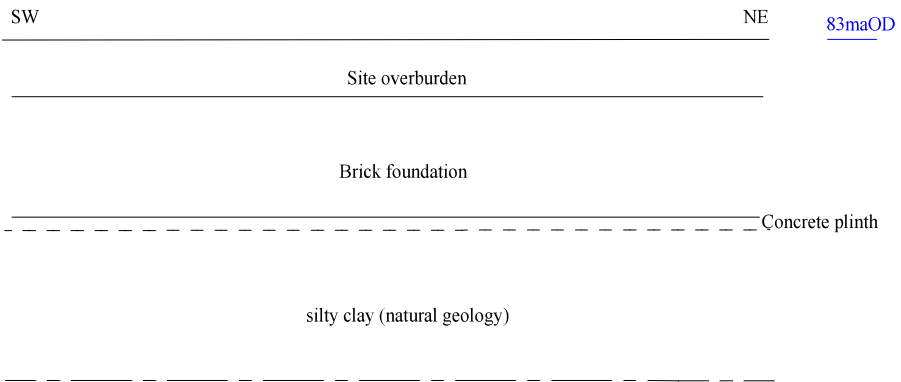 SW
NE
83maOD
Site overburden
Brick foundation
Concrete plinth
silty clay (natural geology)